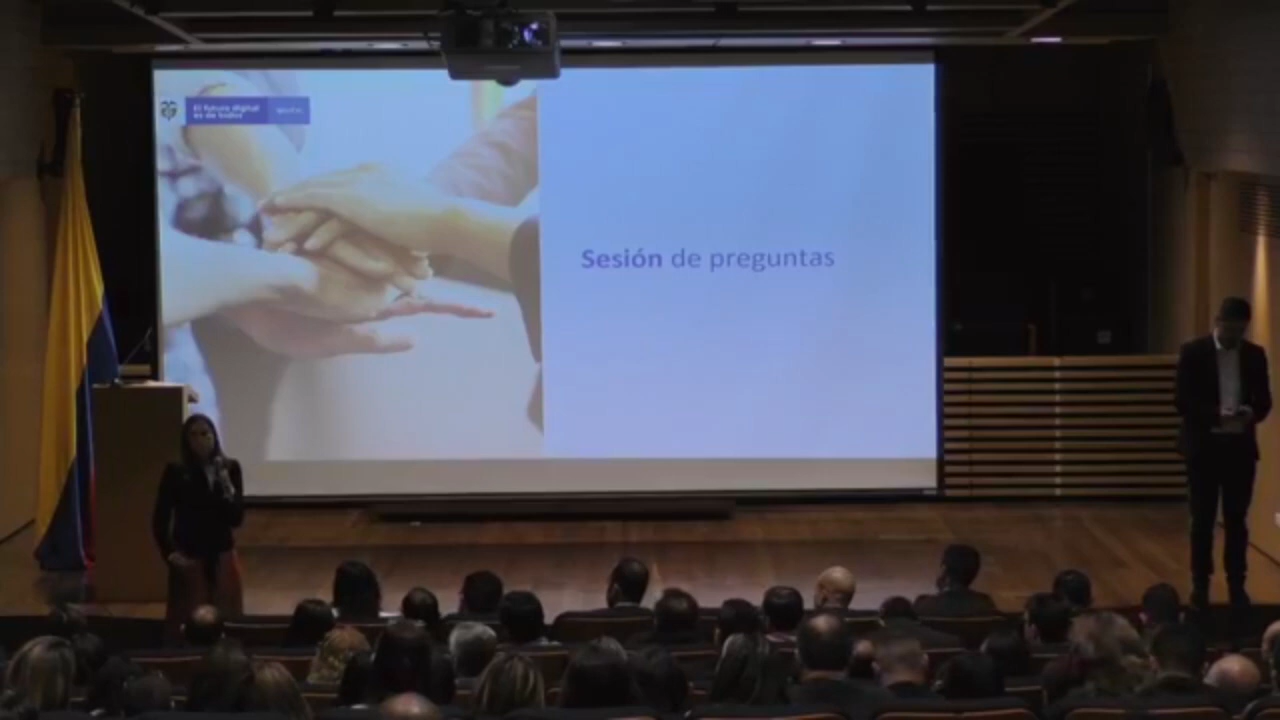 El futuro digital
es de todos
Sesión de preguntas